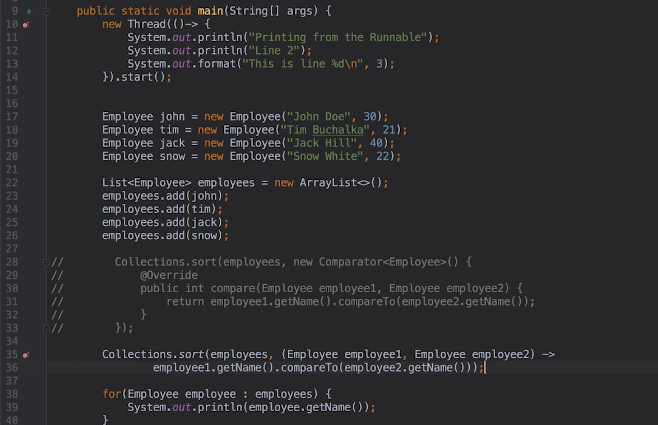 9 public static void main(String[] args) {
10 new Thread(()-> {
11 System.out.println("Printing from the Runnable");
12 System.out.println("Line 2");
13 System.out.format("This is line %d\n", 3);
14 }).start();
15
16
17 Employee john = new Employee("John Doe", 30);
18 Employee tim = new Employee("Tim Buchalka", 21);
19 Employee jack = new Employee("Jack Hill", 40);
20 Employee snow = new Employee("Snow White", 22);
21
22 List<Employee> employees = new ArrayList<>();
23 employees.add(john);
24 employees.add(tim);
25 employees.add(jack);
26 employees.add(snow);
27
28 // Collections.sort(employees, new Comparator<Employee>() {
29 // @Override
30 // public int compare(Employee employee1, Employee employee2) {
31 // return employee1.getName().compareTo(employee2.getName());
32 // }
33 // });
34
35 Collections.sort(employees, (Employee employee1, Employee employee2) ->
36 employee1.getName().compareTo(employee2.getName()));
37
38 for(Employee employee : employees) {
39 System.out.println(employee.getName());
40 }